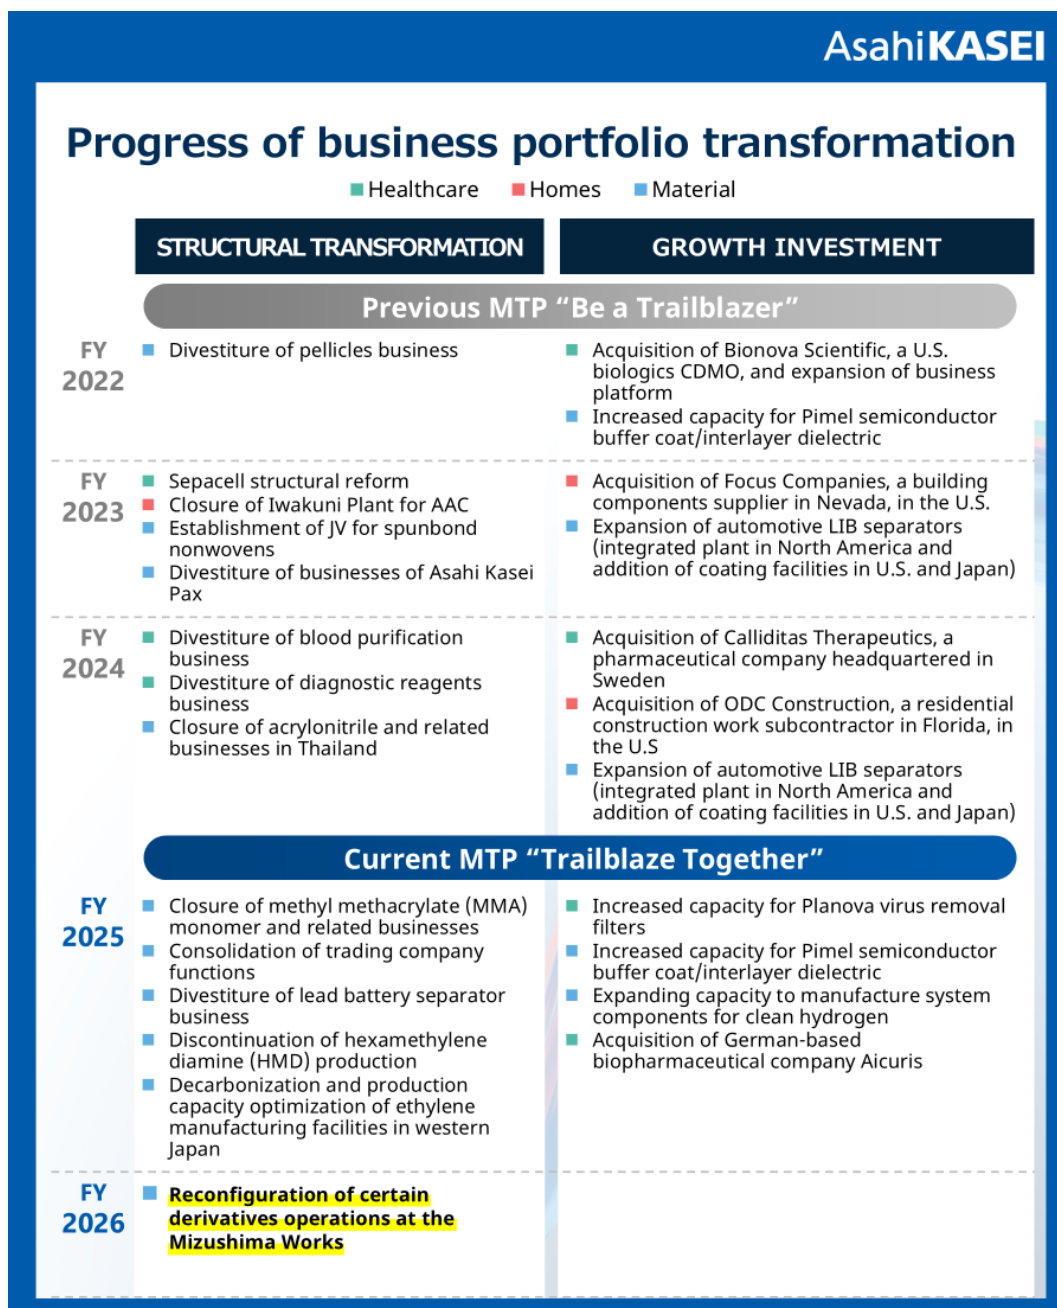 AsahiKASEI
Progress of business portfolio transformation
Healthcare Homes Material
STRUCTURAL TRANSFORMATION
GROWTH INVESTMENT
Previous MTP “Be a Trailblazer”
FY
2022
Divestiture of pellicles business
Acquisition of Bionova Scientific, a U.S.
biologics CDMO, and expansion of business
platform
Increased capacity for Pimel semiconductor
buffer coat/interlayer dielectric
FY
2023
Sepacell structural reform
Closure of Iwakuni Plant for AAC
Establishment of JV for spunbond
nonwovens
Divestiture of businesses of Asahi Kasei
Pax
Acquisition of Focus Companies, a building
components supplier in Nevada, in the U.S.
Expansion of automotive LIB separators
(integrated plant in North America and
addition of coating facilities in U.S. and Japan)
FY
2024
Divestiture of blood purification
business
Divestiture of diagnostic reagents
business
Closure of acrylonitrile and related
businesses in Thailand
Acquisition of Calliditas Therapeutics, a
pharmaceutical company headquartered in
Sweden
Acquisition of ODC Construction, a residential
construction work subcontractor in Florida, in
the U.S
Expansion of automotive LIB separators
(integrated plant in North America and
addition of coating facilities in U.S. and Japan)
Current MTP “Trailblaze Together”
FY
2025
Closure of methyl methacrylate (MMA)
monomer and related businesses
Consolidation of trading company
functions
Divestiture of lead battery separator
business
Discontinuation of hexamethylene
diamine (HMD) production
Decarbonization and production
capacity optimization of ethylene
manufacturing facilities in western
Japan
Increased capacity for Planova virus removal
filters
Increased capacity for Pimel semiconductor
buffer coat/interlayer dielectric
Expanding capacity to manufacture system
components for clean hydrogen
Acquisition of German-based
biopharmaceutical company Aicuris
FY
2026
Reconfiguration of certain
derivatives operations at the
Mizushima Works